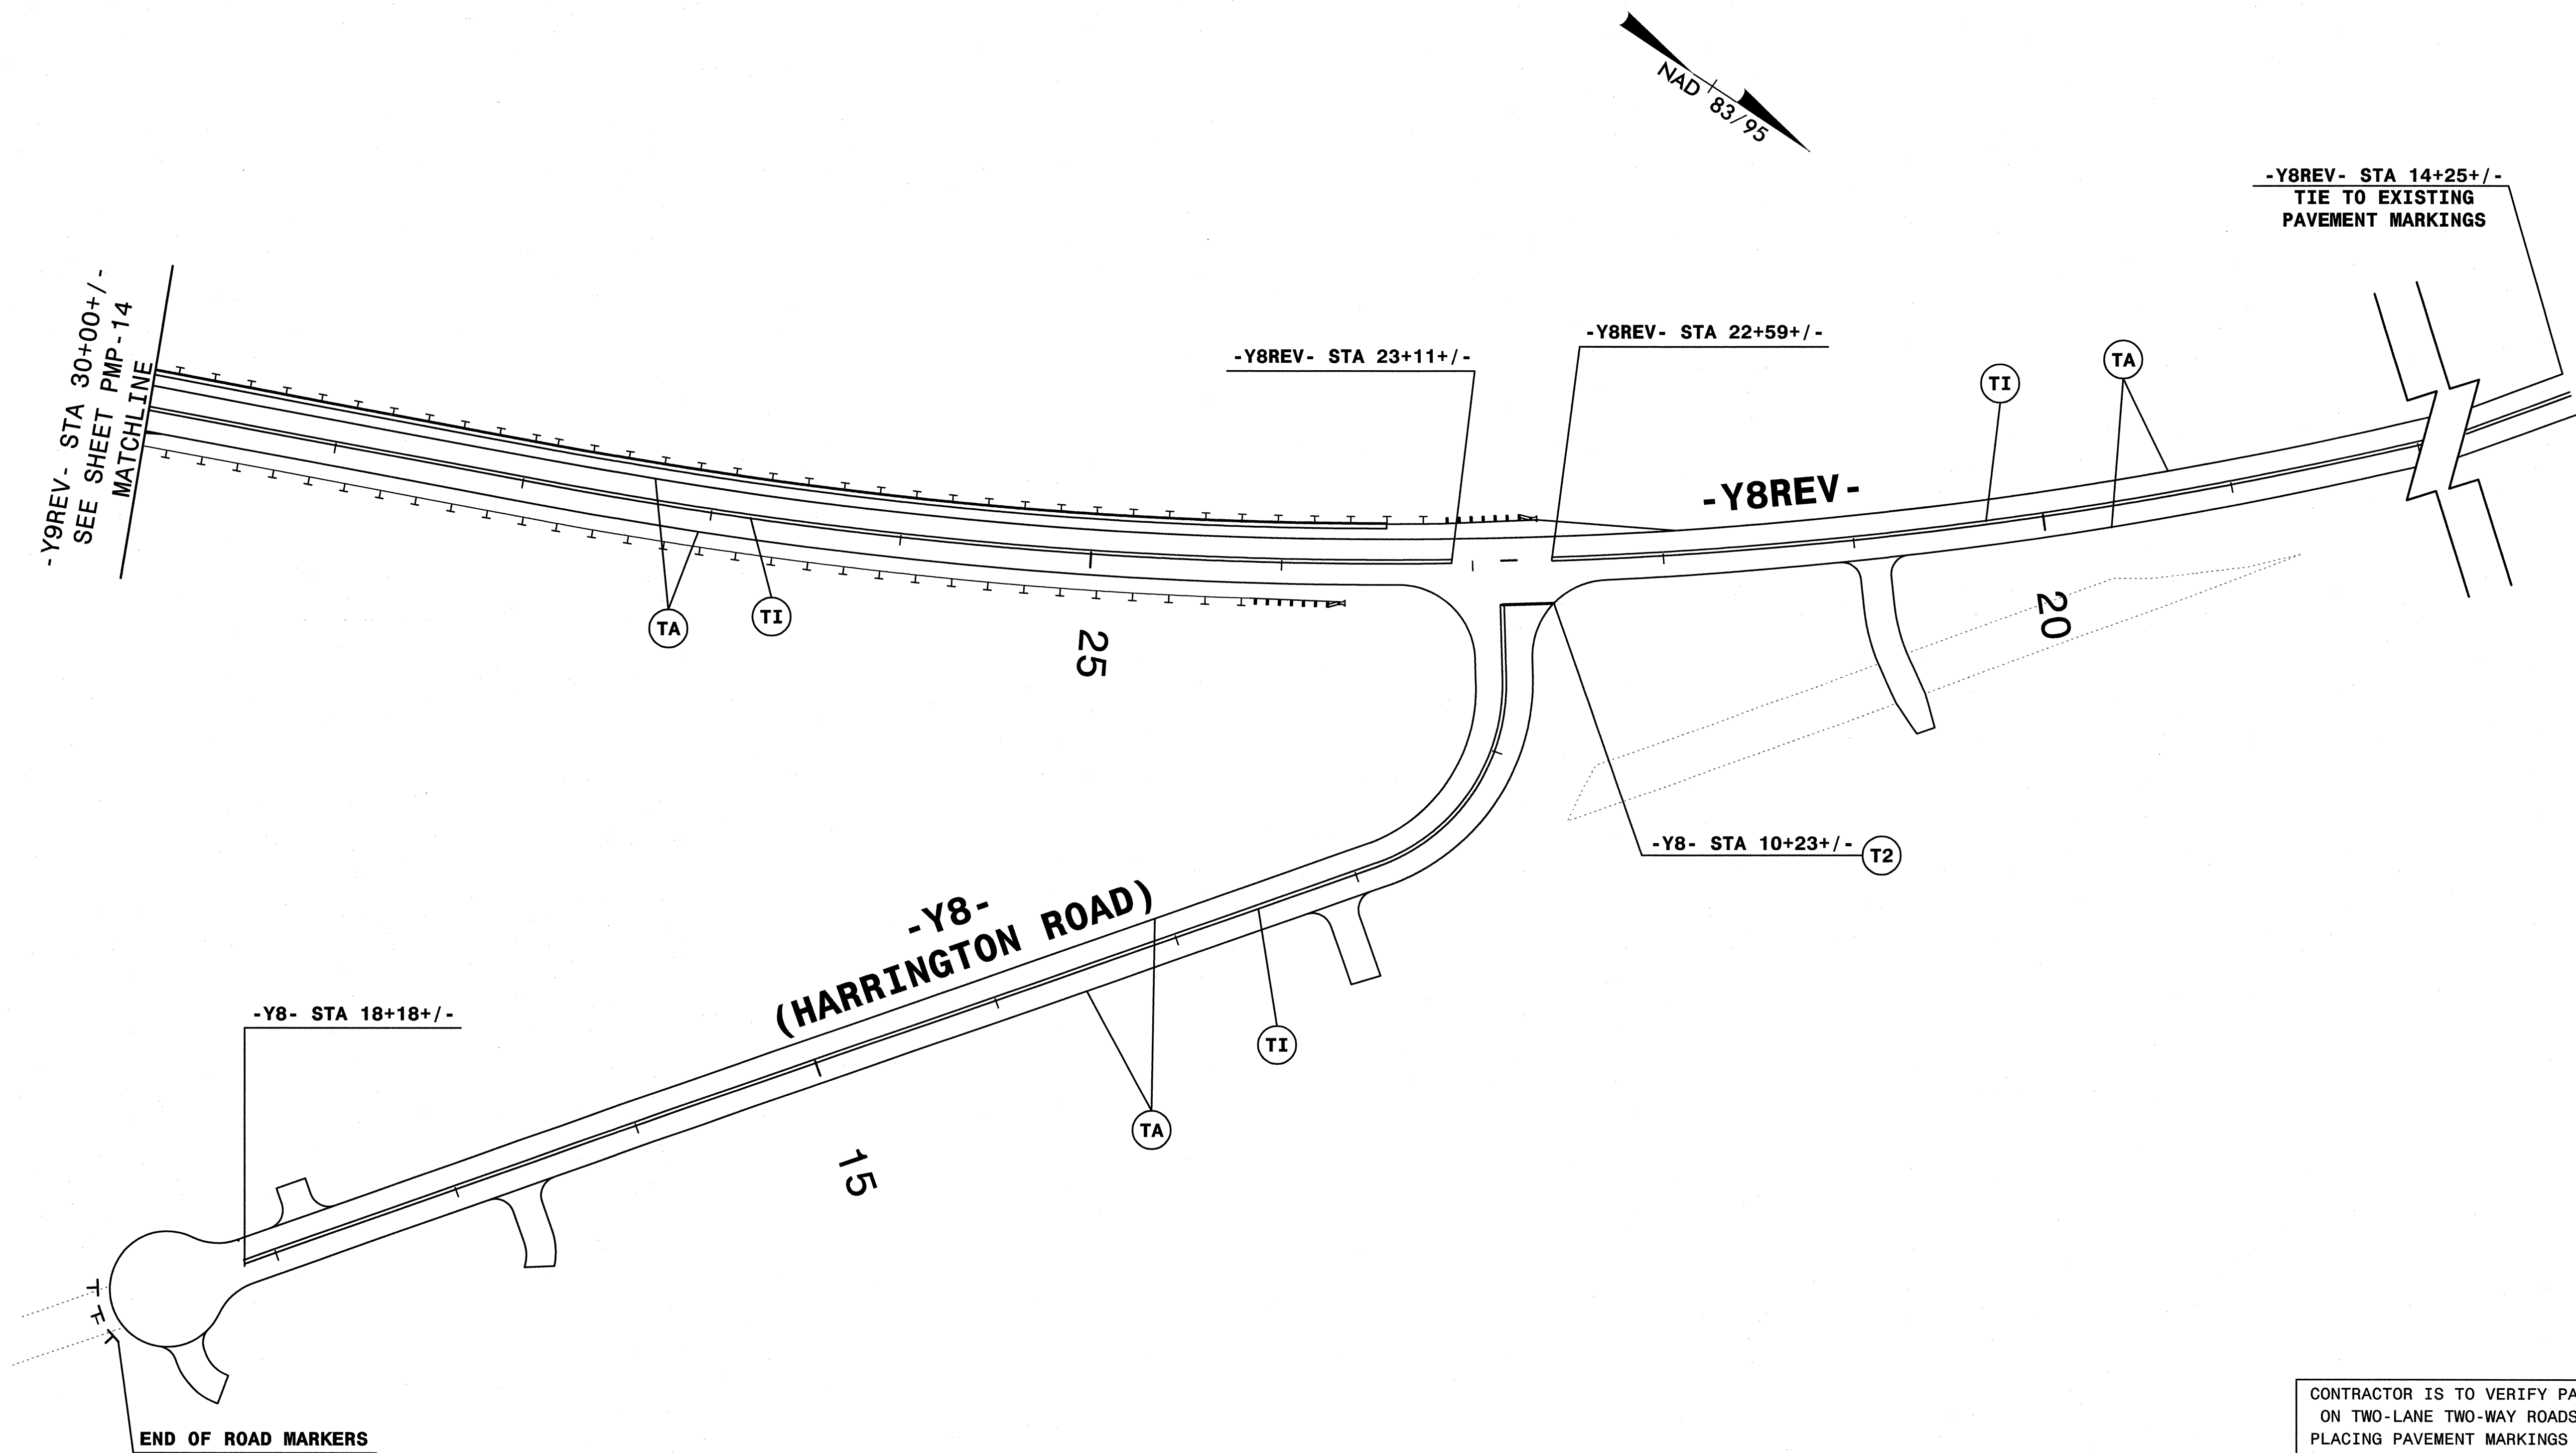 NAD 83/95
-Y8REV- STA 14+25+/-
TIE TO EXISTING
PAVEMENT MARKINGS
-Y9REV- STA 30+00+/-
SEE SHEET PMP-14
MATCHLINE
-Y8REV- STA 23+11+/-
-Y8REV- STA 22+59+/-
TI
TA
-Y8REV-
TA
TI
25
20
-Y8- STA 10+23+/-
T2
-Y8-
(HARRINGTON ROAD)
-Y8- STA 18+18+/-
TI
TA
15
END OF ROAD MARKERS
CONTRACTOR IS TO VERIFY PA
ON TWO-LANE TWO-WAY ROADS
PLACING PAVEMENT MARKINGS